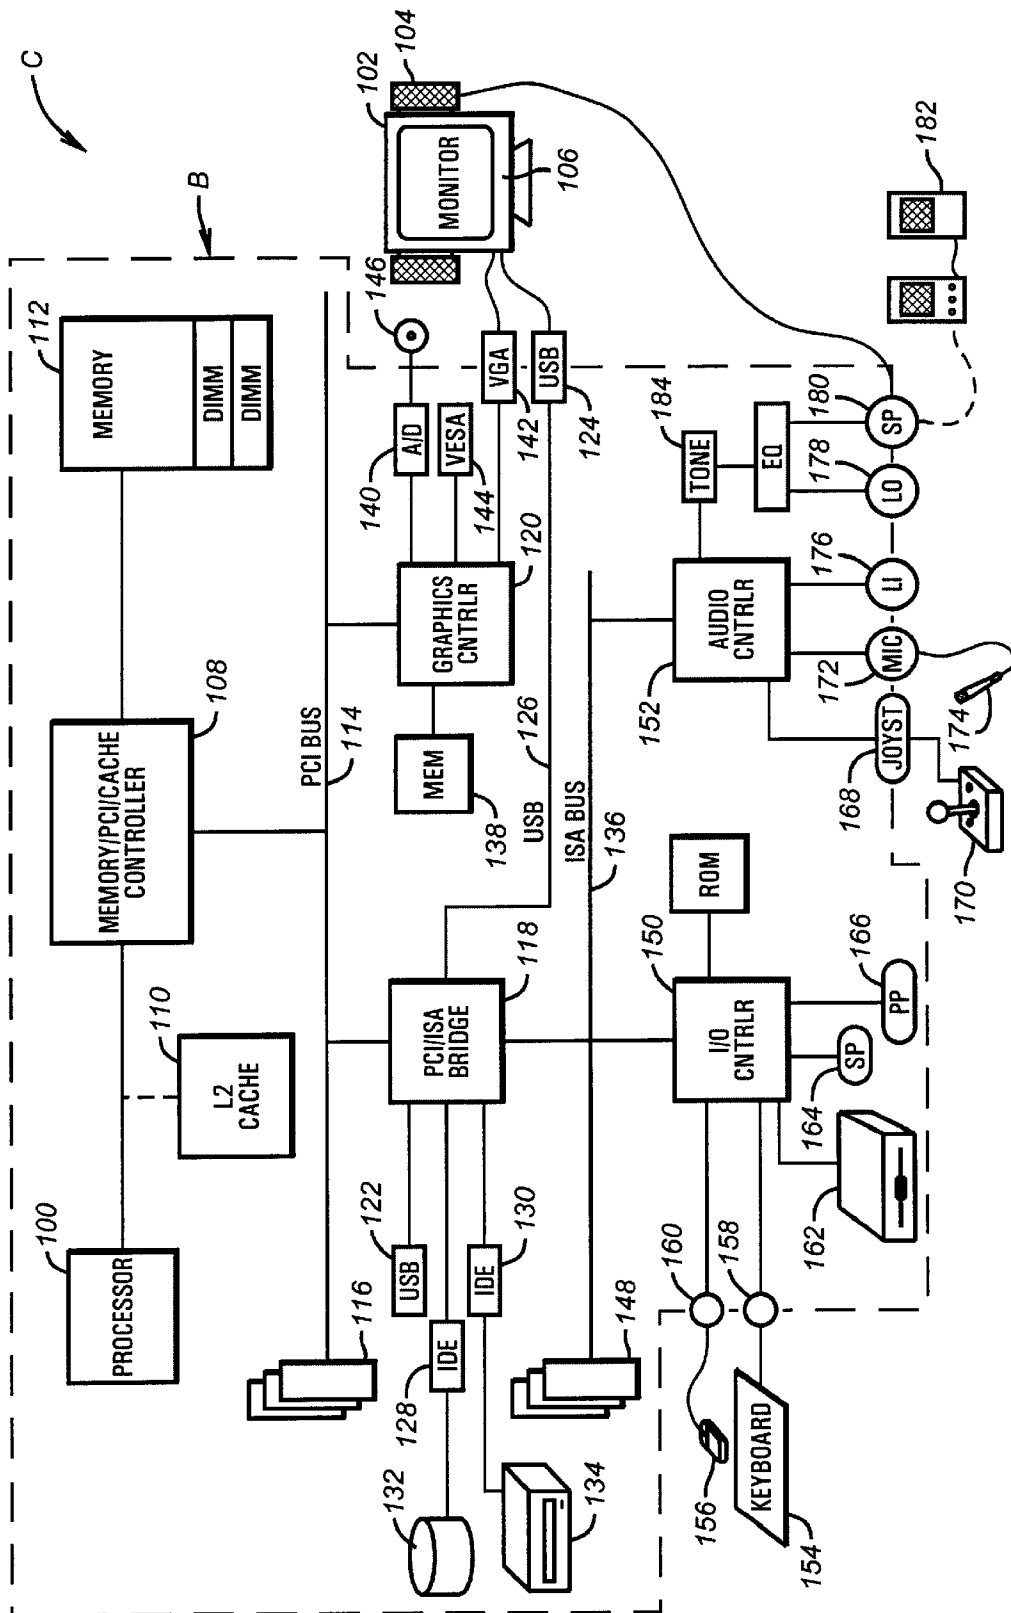 C
B
100
PROCESSOR
110
L2
CACHE
MEMORY/PCI/CACHE
CONTROLLER
108
112
MEMORY
DIMM
DIMM
PCI BUS
114
116
122
USB
128
IDE
130
IDE
132
134
PCI/ISA
BRIDGE
118
MEM
138
GRAPHICS
CNTRLR
120
140
A/D
VESA
144
146
VGA
142
USB
124
102
104
MONITOR
106
USB
126
ISA BUS
136
148
160
158
156
KEYBOARD
154
162
164
SP
166
PP
150
I/O
CNTRLR
ROM
152
AUDIO
CNTRLR
184
TONE
EQ
168
JOYST
170
172
MIC
174
176
LI
178
LO
180
SP
182